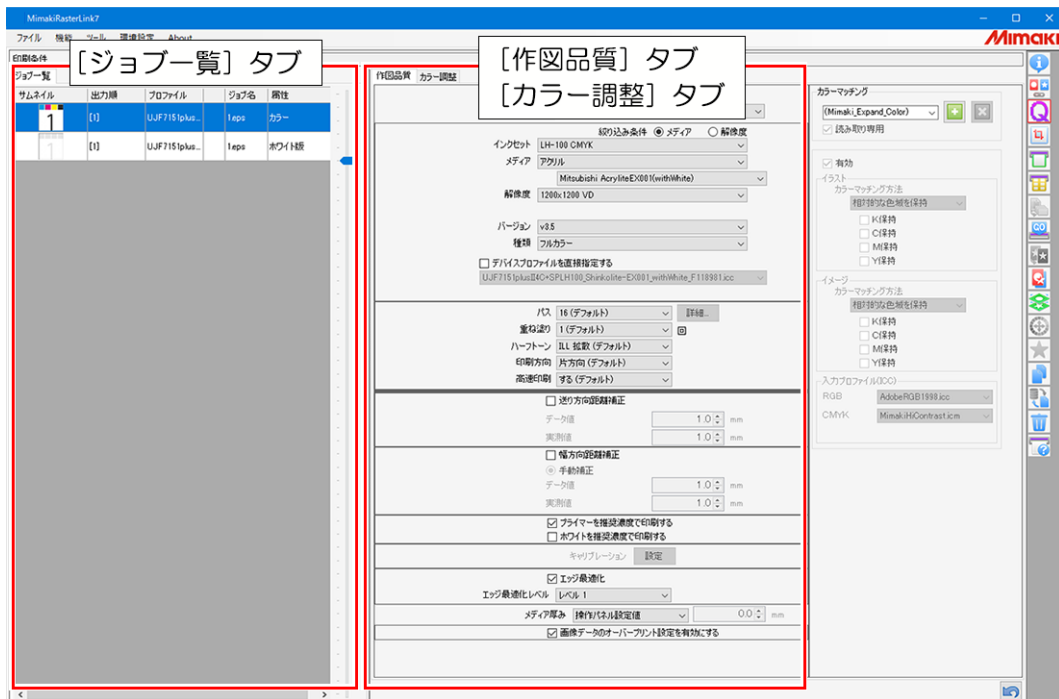 MimakiRasterLink7
ファイル 機能 ツール 環境設定 About
Mimaki
印刷条件
［ジョブ一覧］タブ
［作図品質］タブ
［カラー調整］タブ
ジョブ一覧
サムネイル 出力順 プロファイル ジョブ名 属性
1 [1] UJF7151plus... 1.eps カラー
1 [1] UJF7151plus... 1.eps ホワイト版
作図品質 カラー調整
絞り込み条件 メディア 解像度
インクセット LH-100 CMYK
メディア アクリル
Mitsubishi AcryliteEX001(withWhite)
解像度 1200x1200 VD
バージョン v3.5
種類 フルカラー
デバイスプロファイルを直接指定する
UJF7151plusII4C+SPLH100_Shinkolite-EX001_withWhite_F118981.icc
パス 16 (デフォルト) 詳細...
重ね塗り 1 (デフォルト)
ハーフトーン ILL 拡散 (デフォルト)
印刷方向 片方向 (デフォルト)
高速印刷 する (デフォルト)
送り方向距離補正
データ値 1.0 mm
実測値 1.0 mm
幅方向距離補正
手動補正
データ値 1.0 mm
実測値 1.0 mm
プライマーを推奨濃度で印刷する
ホワイトを推奨濃度で印刷する
キャリブレーション 設定
エッジ最適化
エッジ最適化レベル レベル 1
メディア厚み 操作パネル設定値 0.0 mm
画像データのオーバープリント設定を有効にする
カラーマッチング
(Mimaki_Expand_Color)
読み取り専用
有効
イラスト
カラーマッチング方法
相対的な色域を保持
K保持
C保持
M保持
Y保持
イメージ
カラーマッチング方法
相対的な色域を保持
K保持
C保持
M保持
Y保持
入力プロファイル(ICC)
RGB AdobeRGB1998.icc
CMYK MimakiHiContrast.icm